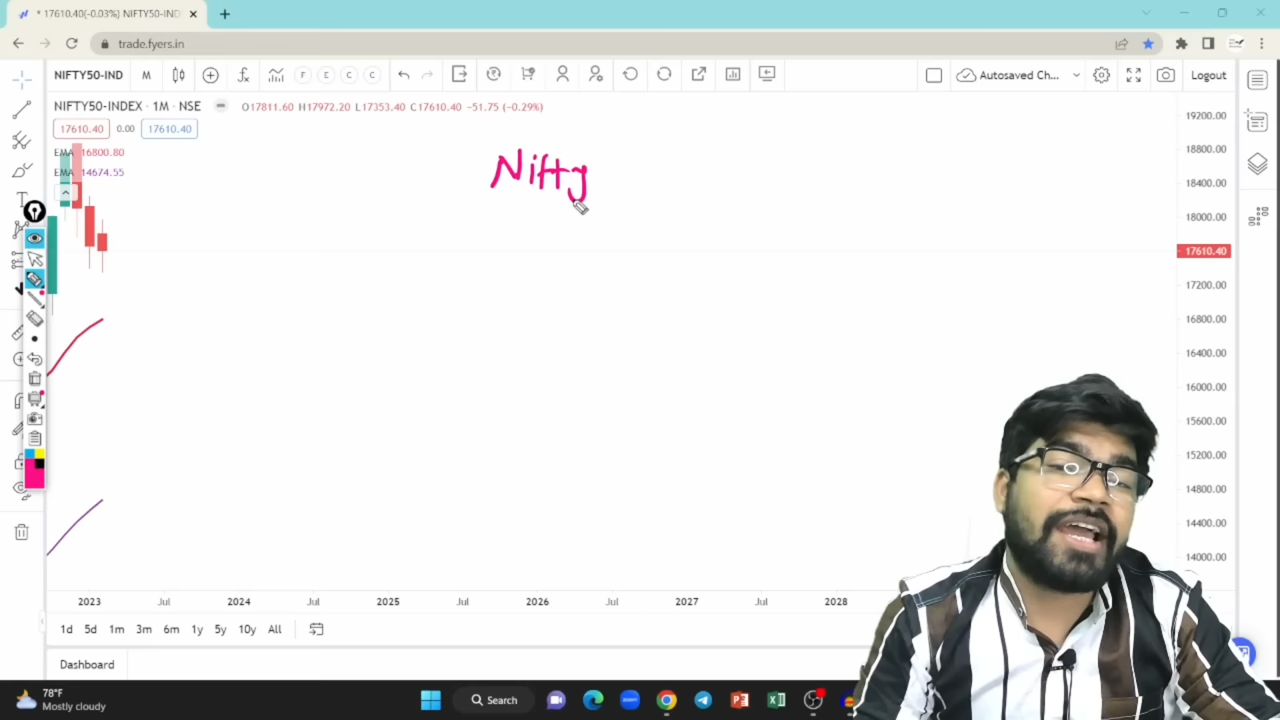 * 17610.40(-0.03%) NIFTY50-IND
trade.fyers.in
NIFTY50-IND M F E C C Autosaved Ch... Logout
NIFTY50-INDEX · 1M · NSE O17811.60 H17972.20 L17353.40 C17610.40 −51.75 (−0.29%)
17610.40 0.00 17610.40
EMA 16800.80
EMA 14674.55
Nifty
19200.00
18800.00
18400.00
18000.00
17610.40
17200.00
16800.00
16400.00
16000.00
15600.00
15200.00
14800.00
14400.00
14000.00
2023 Jul 2024 Jul 2025 Jul 2026 Jul 2027 Jul 2028
1d 5d 1m 3m 6m 1y 5y 10y All
Dashboard
78°F
Mostly cloudy
Search